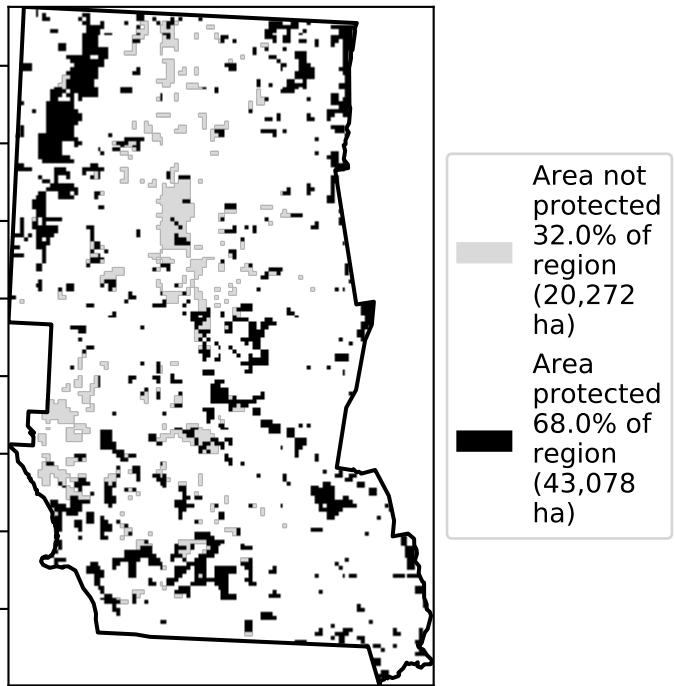 Area not
protected
32.0% of
region
(20,272
ha)
Area
protected
68.0% of
region
(43,078
ha)